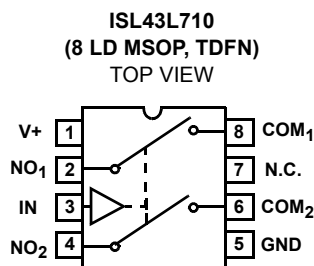 ISL43L710
(8 LD MSOP, TDFN)
TOP VIEW
V+ 1 8 COM1
NO1 2 7 N.C.
IN 3 6 COM2
NO2 4 5 GND